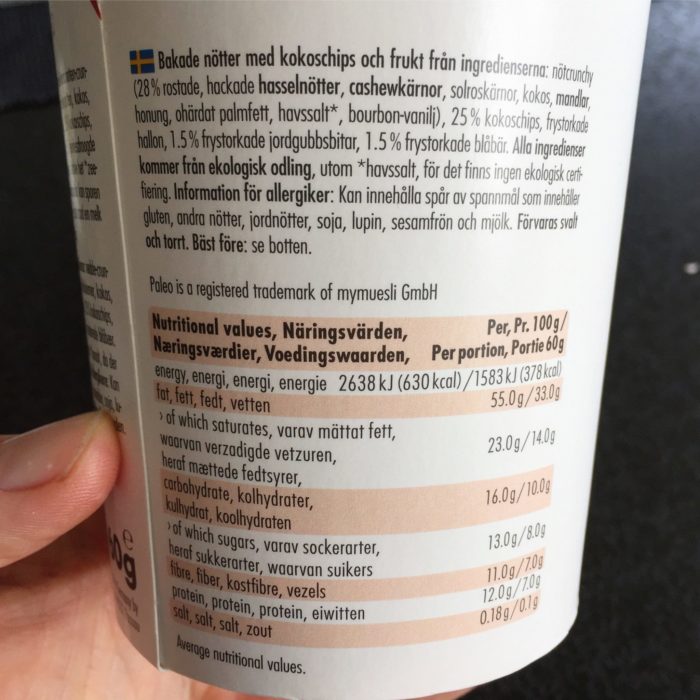 Bakade nötter med kokoschips och frukt från ingredienserna: nötcrunchy
(28% rostade, hackade hasselnötter, cashewkärnor, solroskärnor, kokos, mandlar,
honung, ohärdat palmfett, havssalt*, bourbon-vanilj), 25% kokoschips, frystorkade
hallon, 1.5% frystorkade jordgubbsbitar, 1.5% frystorkade blåbär. Alla ingredienser
kommer från ekologisk odling, utom *havssalt, för det finns ingen ekologisk certi-
fiering. Information för allergiker: Kan innehålla spår av spannmål som innehåller
gluten, andra nötter, jordnötter, soja, lupin, sesamfrön och mjölk. Förvaras svalt
och torrt. Bäst före: se botten.
Paleo is a registered trademark of mymuesli GmbH
Nutritional values, Näringsvärden, Per, Pr. 100g/
Næringsværdier, Voedingswaarden, Per portion, Portie 60g
energy, energi, energi, energie 2638 kJ (630 kcal)/1583 kJ (378 kcal)
fat, fett, fedt, vetten 55.0g/33.0g
> of which saturates, varav mättat fett,
waarvan verzadigde vetzuren, 23.0g/14.0g
heraf mættede fedtsyrer,
carbohydrate, kolhydrater, 16.0g/10.0g
kulhydrat, koolhydraten
> of which sugars, varav sockerarter, 13.0g/8.0g
heraf sukkerarter, waarvan suikers
fibre, fiber, kostfibre, vezels 11.0g/7.0g
protein, protein, protein, eiwitten 12.0g/7.0g
salt, salt, salt, zout 0.18g/0.1g
Average nutritional values.